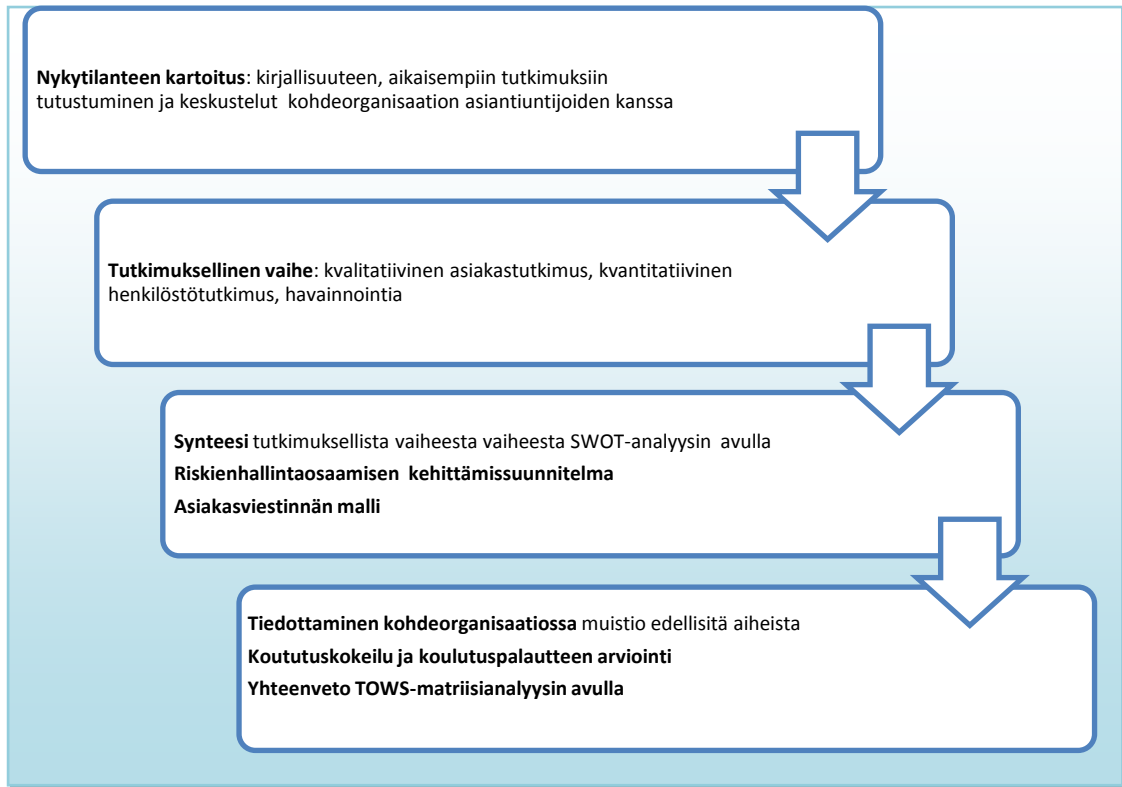 Nykytilanteen kartoitus: kirjallisuuteen, aikaisempiin tutkimuksiin
tutustuminen ja keskustelut kohdeorganisaation asiantiuntijoiden kanssa
Tutkimuksellinen vaihe: kvalitatiivinen asiakastutkimus, kvantitatiivinen
henkilöstötutkimus, havainnointia
Synteesi tutkimuksellista vaiheesta vaiheesta SWOT-analyysin avulla
Riskienhallintaosaamisen kehittämissuunnitelma
Asiakasviestinnän malli
Tiedottaminen kohdeorganisaatiossa muistio edellisitä aiheista
Koututuskokeilu ja koulutuspalautteen arviointi
Yhteenveto TOWS-matriisianalyysin avulla